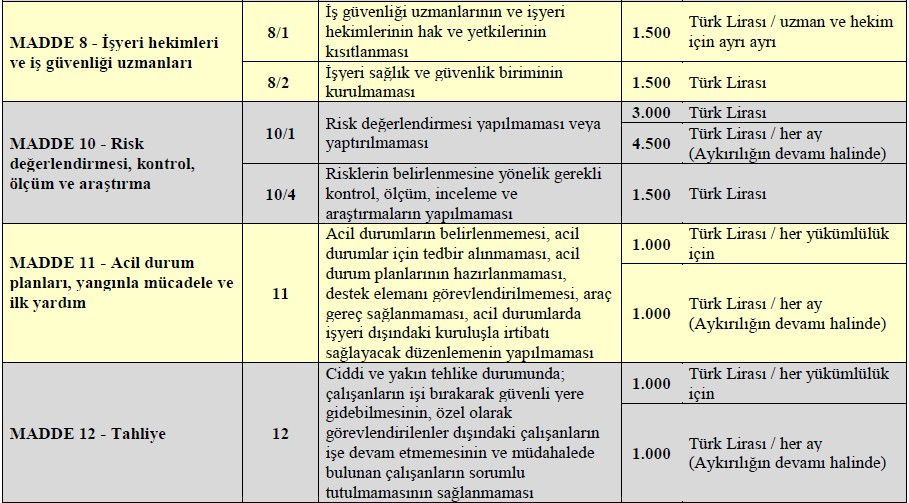 MADDE 8 - İşyeri hekimleri
ve iş güvenliği uzmanları
8/1
İş güvenliği uzmanlarının ve işyeri
hekimlerinin hak ve yetkilerinin
kısıtlanması
1.500
Türk Lirası / uzman ve hekim
için ayrı ayrı
8/2
İşyeri sağlık ve güvenlik biriminin
kurulmaması
1.500
Türk Lirası
MADDE 10 - Risk
değerlendirmesi, kontrol,
ölçüm ve araştırma
10/1
Risk değerlendirmesi yapılmaması veya
yaptırılmaması
3.000
Türk Lirası
4.500
Türk Lirası / her ay
(Aykırılığın devamı halinde)
10/4
Risklerin belirlenmesine yönelik gerekli
kontrol, ölçüm, inceleme ve
araştırmaların yapılmaması
1.500
Türk Lirası
MADDE 11 - Acil durum
planları, yangınla mücadele ve
ilk yardım
11
Acil durumların belirlenmemesi, acil
durumlar için tedbir alınmaması, acil
durum planlarının hazırlanmaması,
destek elemanı görevlendirilmemesi, araç
gereç sağlanmaması, acil durumlarda
işyeri dışındaki kuruluşla irtibatı
sağlayacak düzenlemenin yapılmaması
1.000
Türk Lirası / her yükümlülük
için
1.000
Türk Lirası / her ay
(Aykırılığın devamı halinde)
MADDE 12 - Tahliye
12
Ciddi ve yakın tehlike durumunda;
çalışanların işi bırakarak güvenli yere
gidebilmesinin, özel olarak
görevlendirilenler dışındaki çalışanların
işe devam etmemesinin ve müdahalede
bulunan çalışanların sorumlu
tutulmamasının sağlanmaması
1.000
Türk Lirası / her yükümlülük
için
1.000
Türk Lirası / her ay
(Aykırılığın devamı halinde)